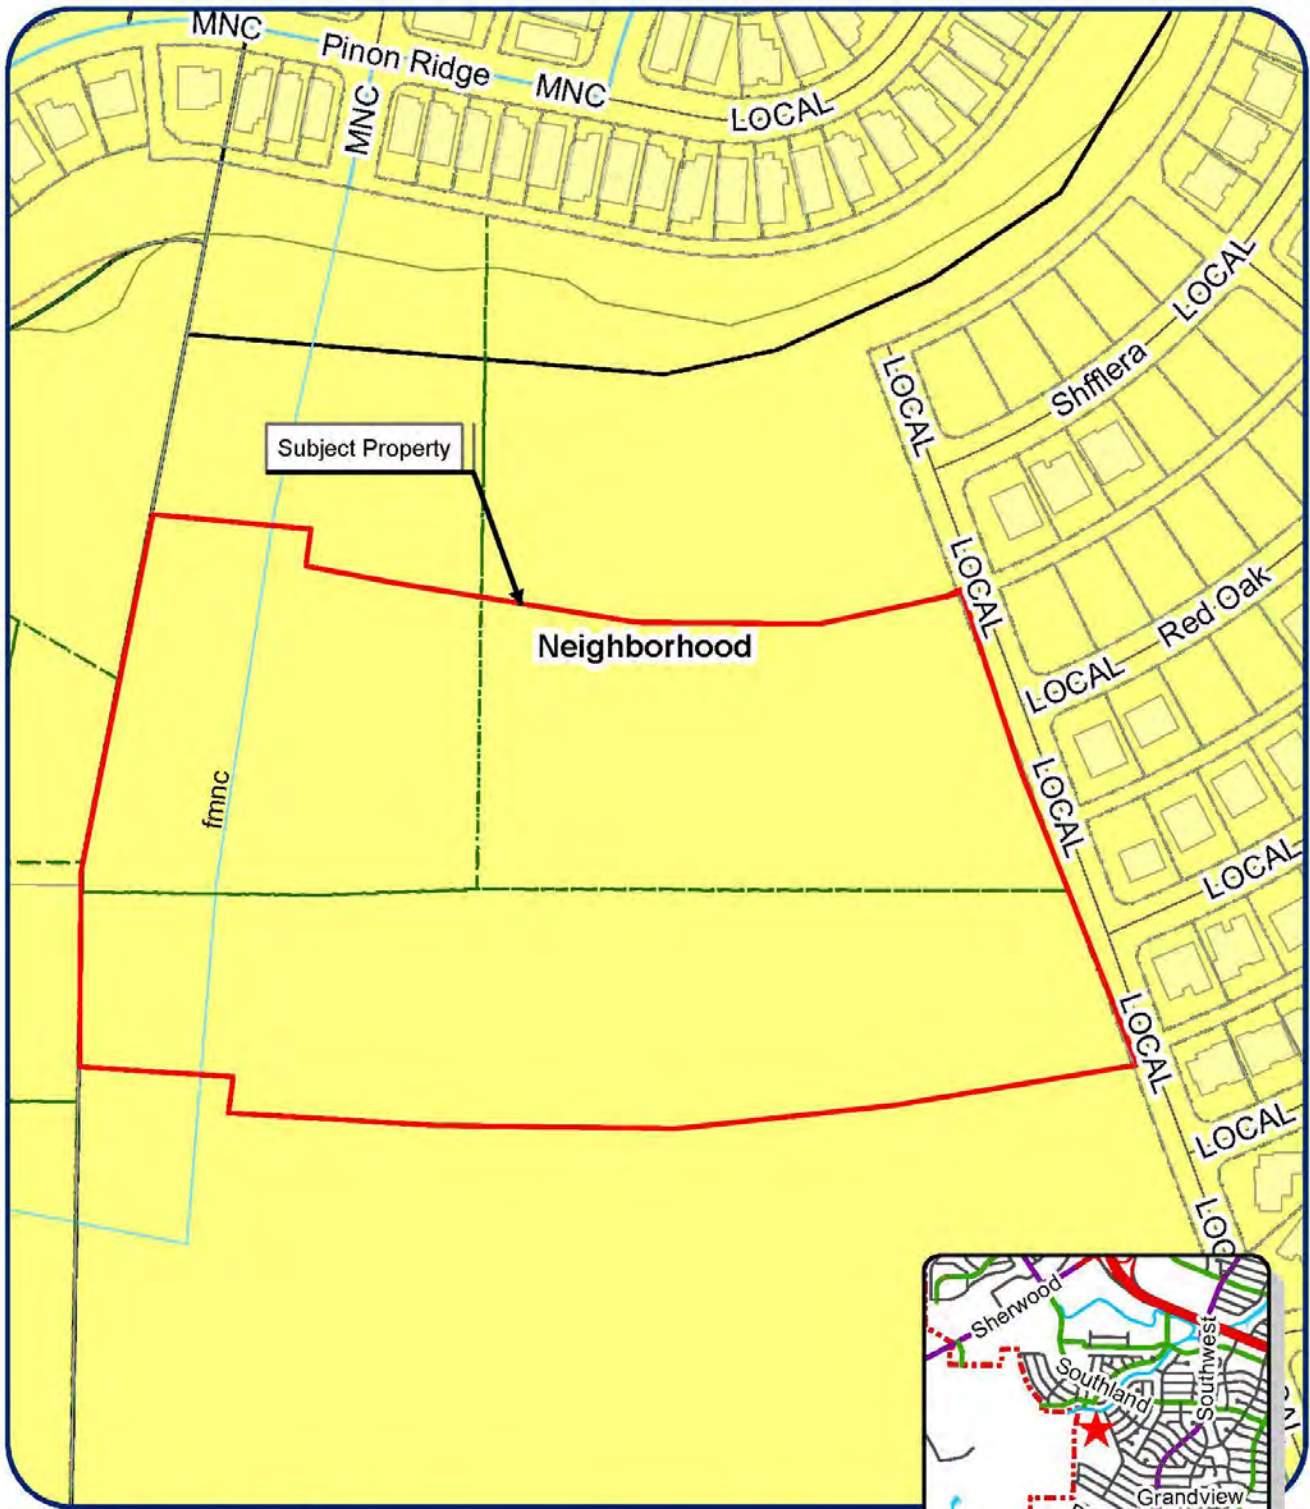 MNC
Pinon Ridge
MNC
MNC
LOCAL
LOCAL
Shfflera
LOCAL
Subject Property
LOCAL
Red Oak
LOCAL
Neighborhood
LOCAL
fmnc
LOCAL
LOCAL
LOCAL
Sherwood
Southland
Southwest
Grandview